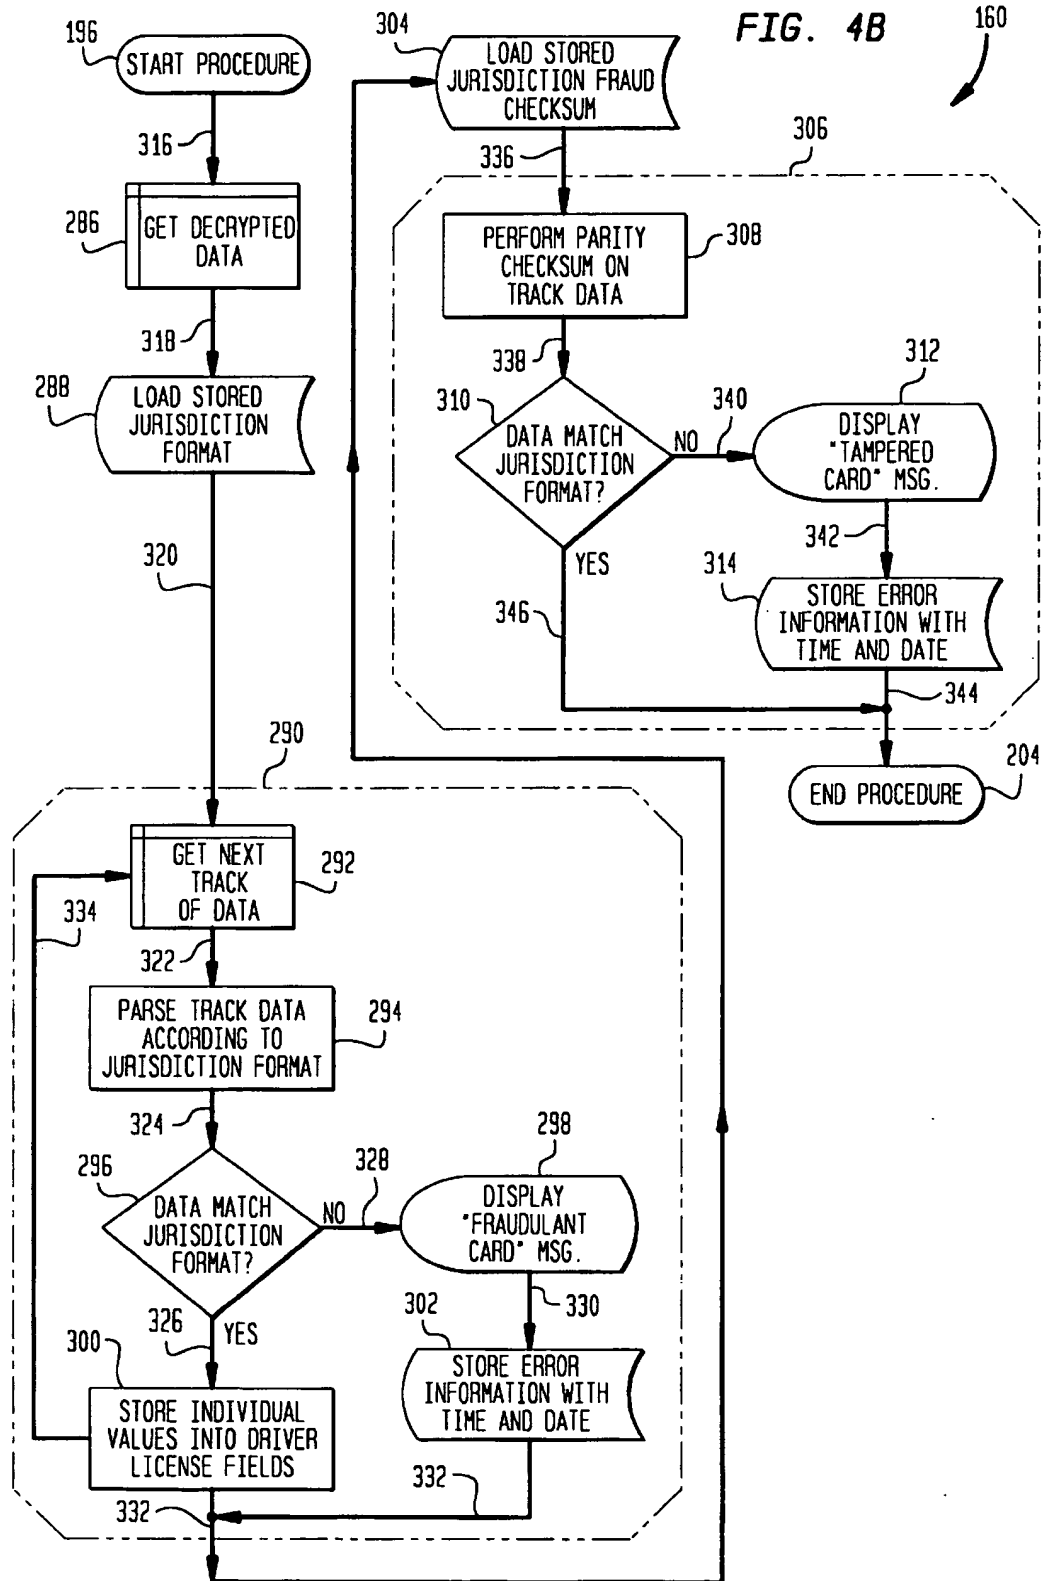 FIG. 4B
160
196
START PROCEDURE
316
286
GET DECRYPTED
DATA
318
288
LOAD STORED
JURISDICTION
FORMAT
320
290
GET NEXT
TRACK
OF DATA
292
334
322
PARSE TRACK DATA
ACCORDING TO
JURISDICTION FORMAT
294
324
296
DATA MATCH
JURISDICTION
FORMAT?
NO
328
298
DISPLAY
"FRAUDULANT
CARD" MSG.
330
302
STORE ERROR
INFORMATION WITH
TIME AND DATE
332
326
YES
300
STORE INDIVIDUAL
VALUES INTO DRIVER
LICENSE FIELDS
332
304
LOAD STORED
JURISDICTION FRAUD
CHECKSUM
336
306
PERFORM PARITY
CHECKSUM ON
TRACK DATA
308
338
310
DATA MATCH
JURISDICTION
FORMAT?
NO
340
312
DISPLAY
"TAMPERED
CARD" MSG.
342
314
STORE ERROR
INFORMATION WITH
TIME AND DATE
YES
346
344
END PROCEDURE
204